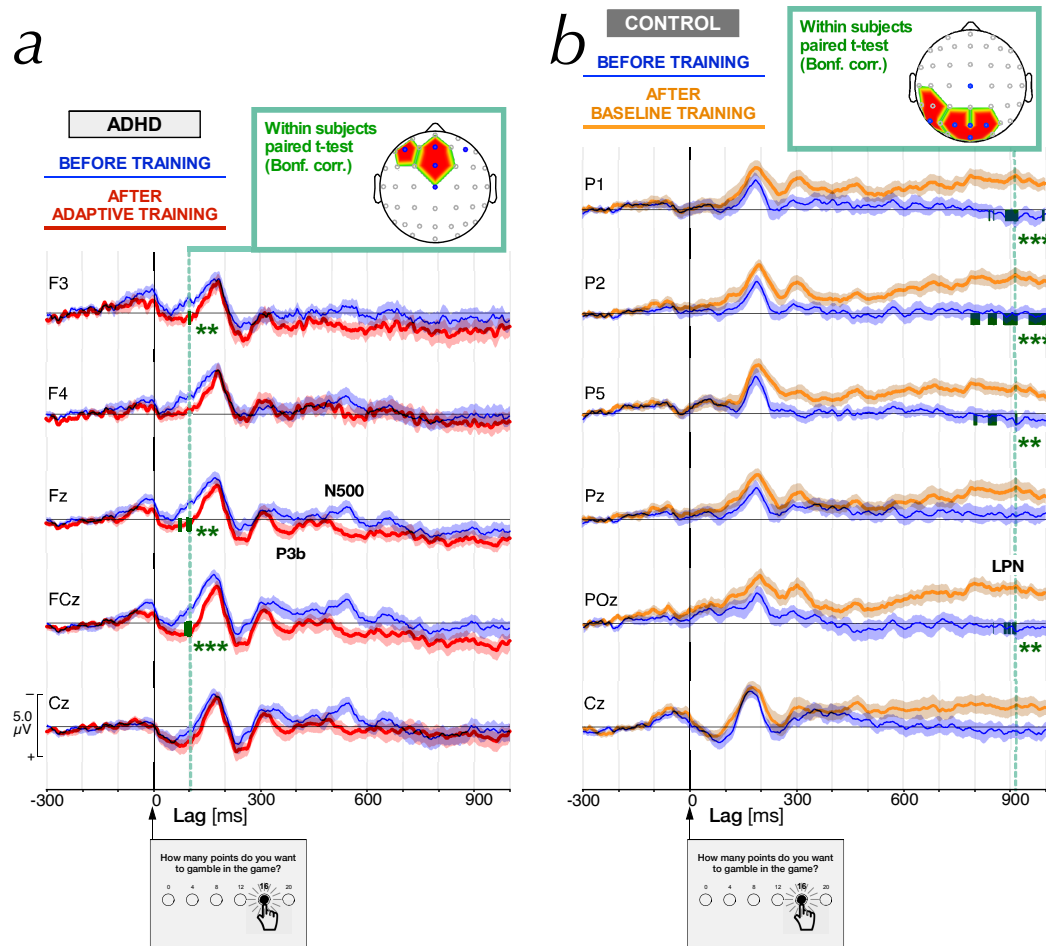 a
ADHD
BEFORE TRAINING
AFTER
ADAPTIVE TRAINING
Within subjects
paired t-test
(Bonf. corr.)
F3
**
F4
Fz
**
N500
P3b
FCz
***
Cz
−
5.0
µV
+
-300 0 300 600 900
Lag [ms]
How many points do you want
to gamble in the game?
0 4 8 12 16 20
b
CONTROL
BEFORE TRAINING
AFTER
BASELINE TRAINING
Within subjects
paired t-test
(Bonf. corr.)
P1
***
P2
***
P5
**
Pz
LPN
POz
**
Cz
-300 0 300 600 900
Lag [ms]
How many points do you want
to gamble in the game?
0 4 8 12 16 20